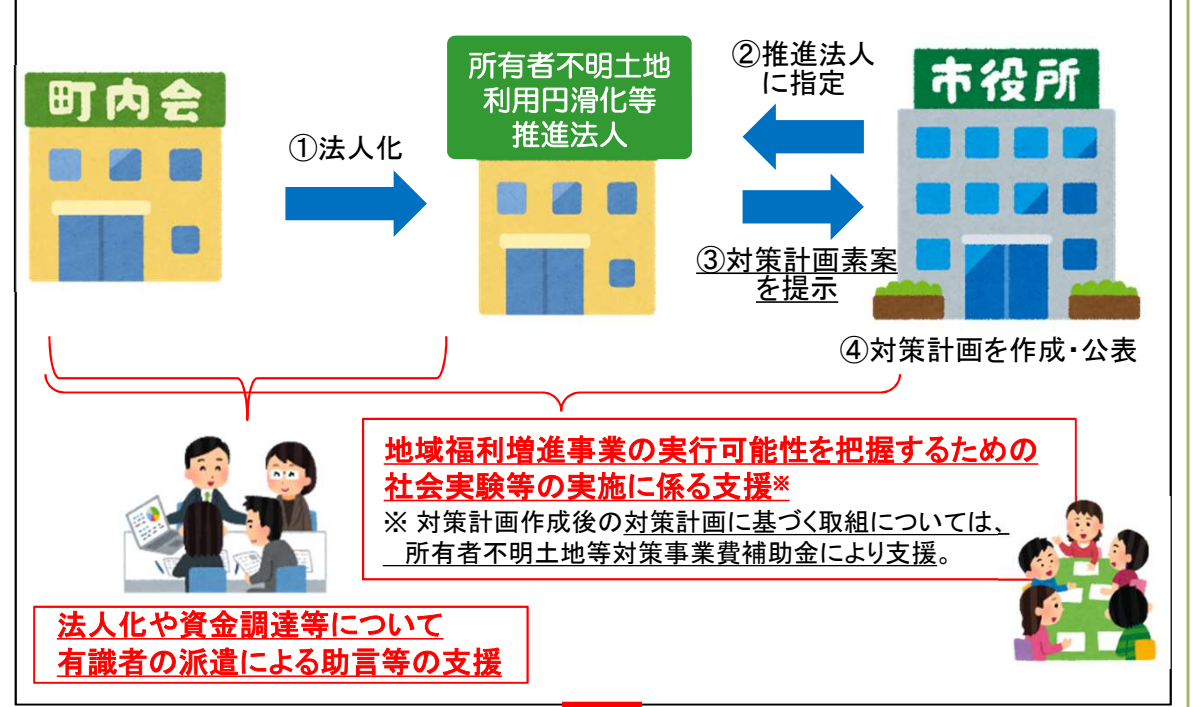 町内会
①法人化
所有者不明土地
利用円滑化等
推進法人
②推進法人
に指定
市役所
③対策計画素案
を提示
④対策計画を作成・公表
地域福利増進事業の実行可能性を把握するための
社会実験等の実施に係る支援※
※ 対策計画作成後の対策計画に基づく取組については、
所有者不明土地等対策事業費補助金により支援。
法人化や資金調達等について
有識者の派遣による助言等の支援